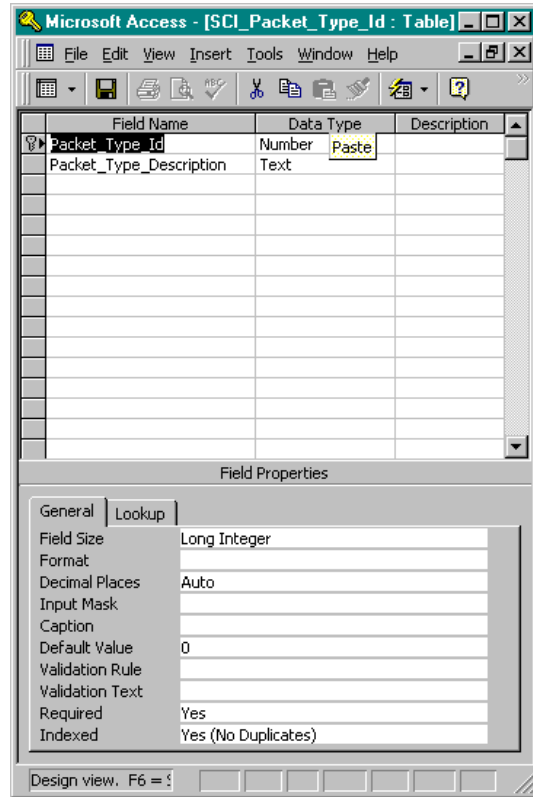 Microsoft Access - [SCI_Packet_Type_Id : Table]
File Edit View Insert Tools Window Help
ABC
Field Name Data Type Description
Packet_Type_Id Number
Paste
Packet_Type_Description Text
Field Properties
General Lookup
Field Size Long Integer
Format
Decimal Places Auto
Input Mask
Caption
Default Value 0
Validation Rule
Validation Text
Required Yes
Indexed Yes (No Duplicates)
Design view. F6 =